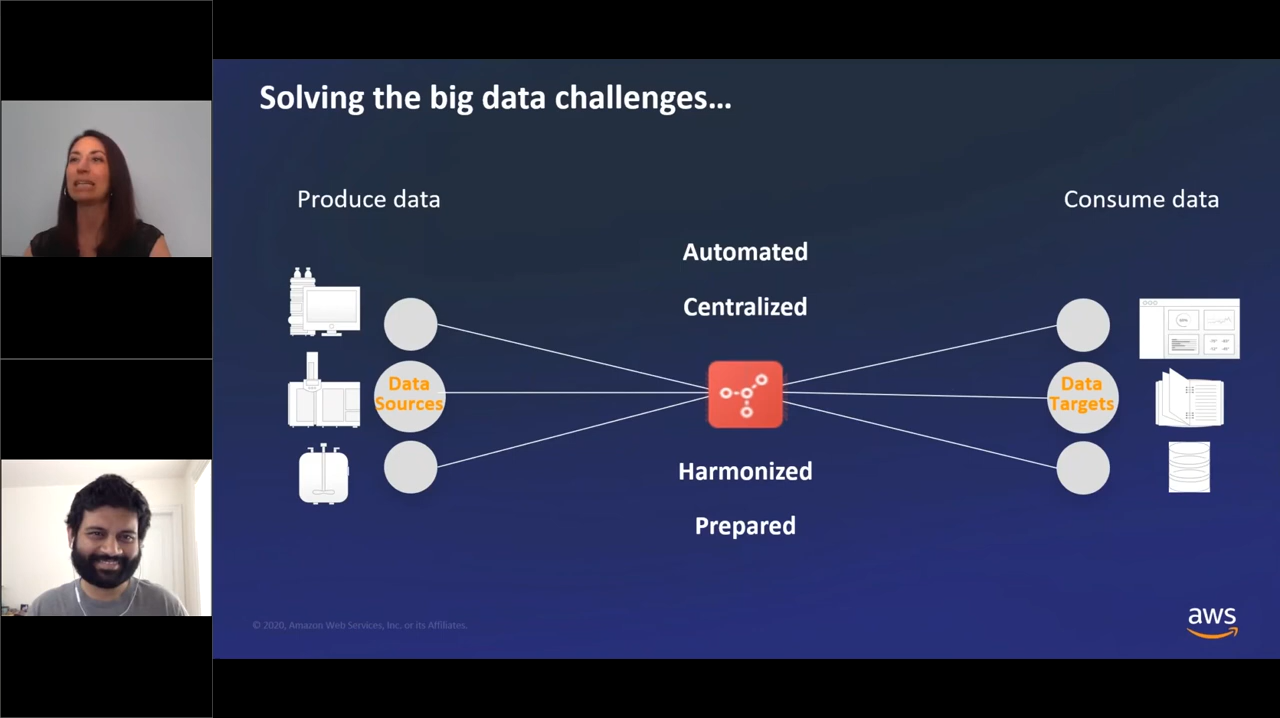 Solving the big data challenges…
Produce data
Consume data
Automated
Centralized
Data
Sources
Data
Targets
Harmonized
Prepared
© 2020, Amazon Web Services, Inc. or its Affiliates.
aws